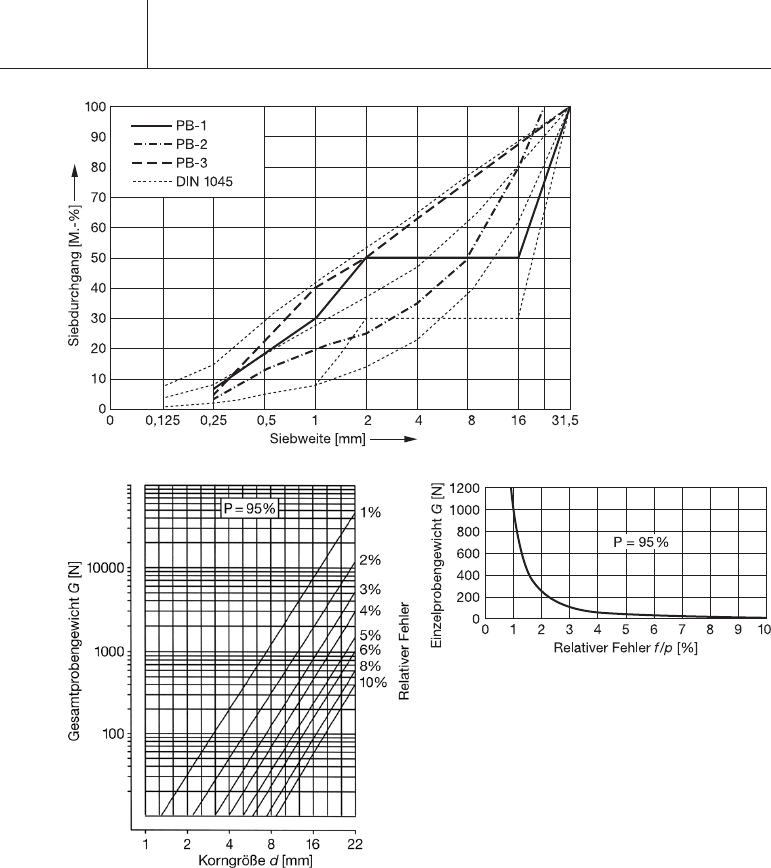 100
90
80
70
60
50
40
30
20
10
0
Siebdurchgang [M.-%]
PB-1
PB-2
PB-3
DIN 1045
0 0,125 0,25 0,5 1 2 4 8 16 31,5
Siebweite [mm]
10000
1000
100
Gesamtprobengewicht G [N]
P = 95%
1%
2%
3%
4%
5%
6%
8%
10%
Relativer Fehler
1 2 4 8 16 22
Korngröße d [mm]
1200
1000
800
600
400
200
0
Einzelprobengewicht G [N]
P = 95 %
0 1 2 3 4 5 6 7 8 9 10
Relativer Fehler f/p [%]